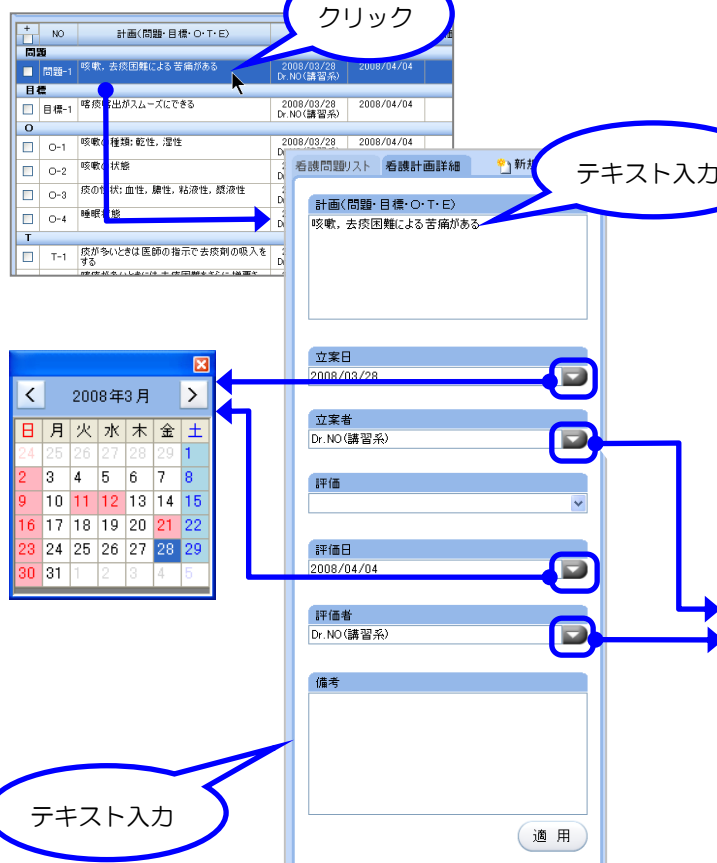 クリック
+ NO 計画(問題・目標・O・T・E)
問題
問題-1 咳嗽, 去痰困難による苦痛がある 2008/03/28 2008/04/04
Dr.NO(講習系)
目標
目標-1 喀痰喀出がスムーズにできる 2008/03/28 2008/04/04
Dr.NO(講習系)
O
O-1 咳嗽の種類; 乾性, 湿性 2008/03/28 2008/04/04
O-2 咳嗽の状態
O-3 痰の性状; 血性, 膿性, 粘液性, 漿液性
O-4 睡眠状態
T
T-1 痰が多いときは医師の指示で去痰剤の吸入を
する
看護問題リスト 看護計画詳細 新規
テキスト入力
計画(問題・目標・O・T・E)
咳嗽, 去痰困難による苦痛がある
立案日
2008/03/28
立案者
Dr.NO(講習系)
評価
評価日
2008/04/04
評価者
Dr.NO(講習系)
備考
適 用
2008年3月
日 月 火 水 木 金 土
24 25 26 27 28 29 1
2 3 4 5 6 7 8
9 10 11 12 13 14 15
16 17 18 19 20 21 22
23 24 25 26 27 28 29
30 31 1 2 3 4 5
テキスト入力